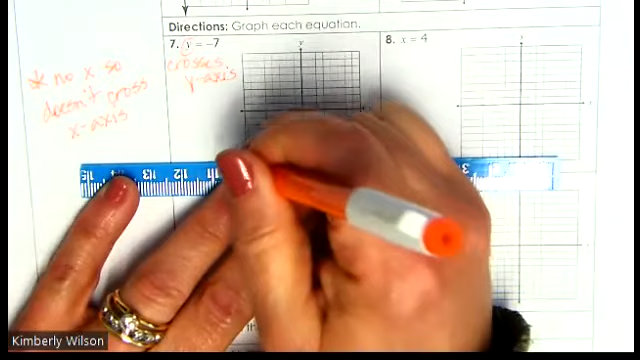 Directions: Graph each equation.
7. y = -7
8. x = 4
crosses
y-axis
* no x so
doesn't cross
x-axis
Kimberly Wilson